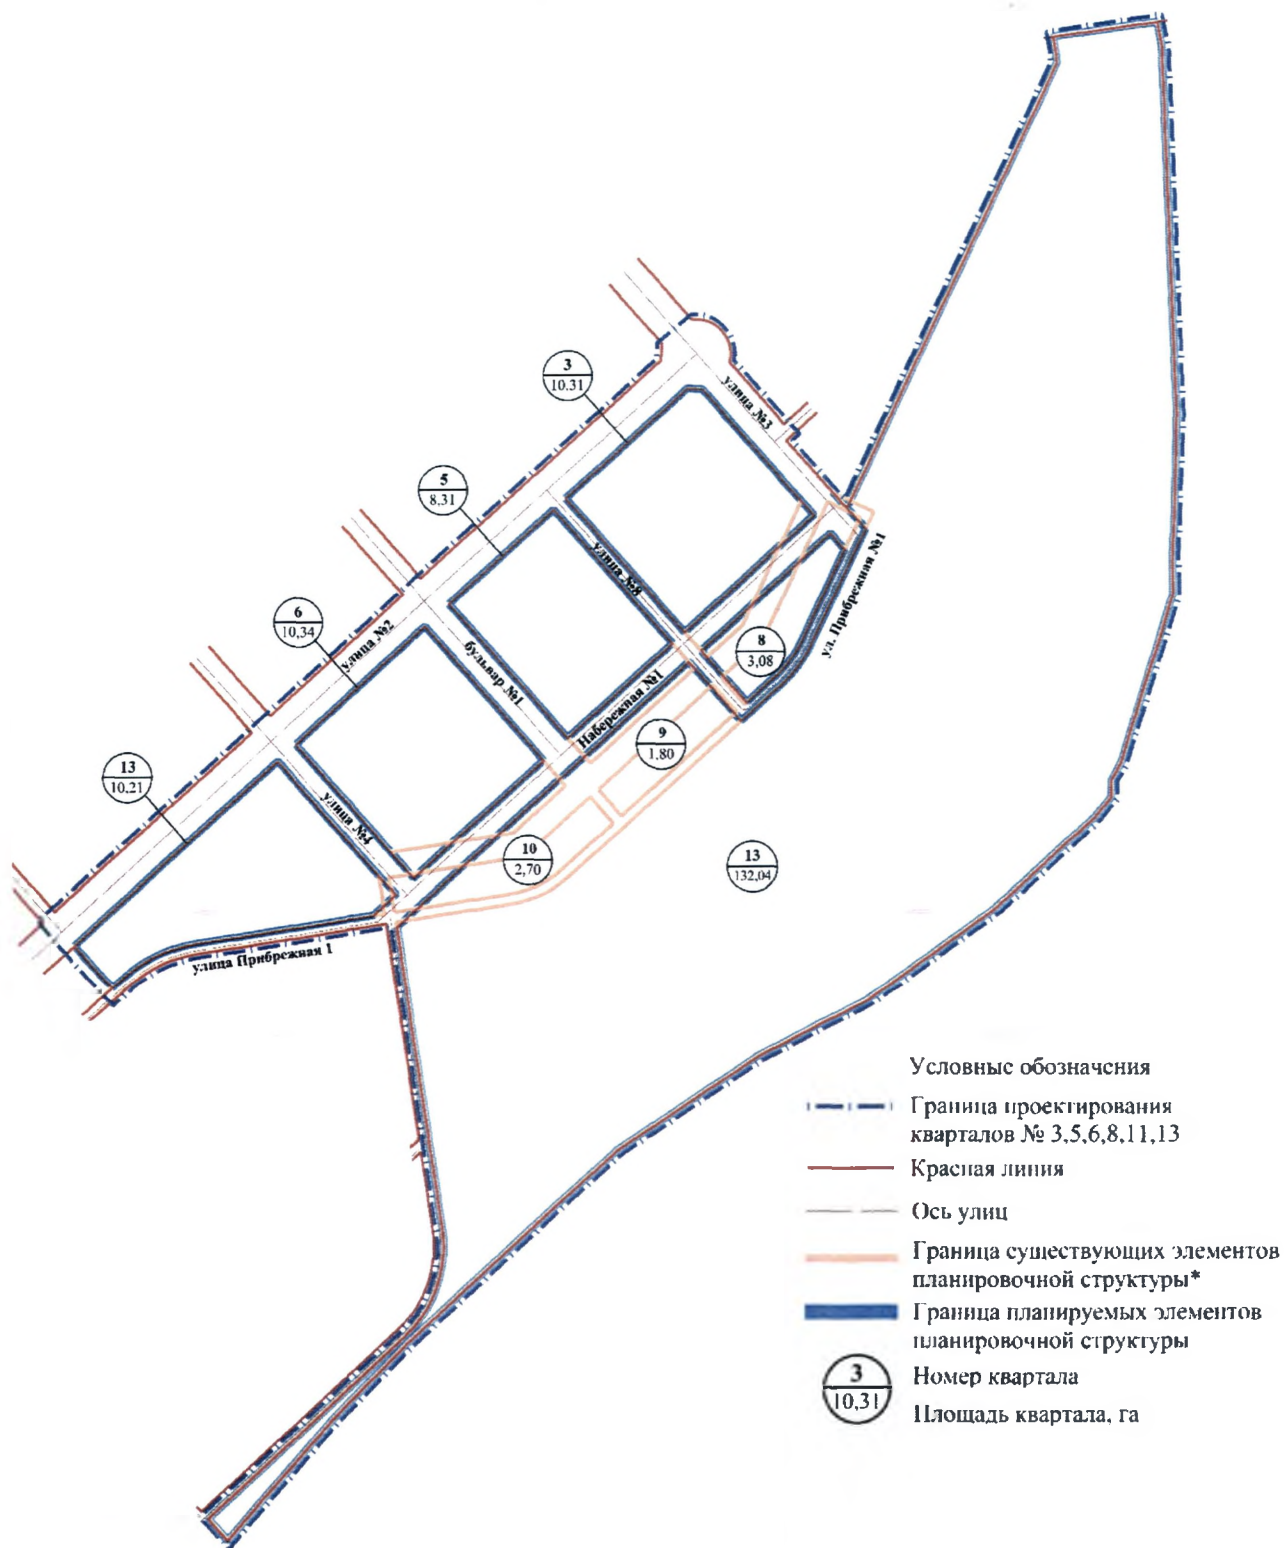 3
10.31
улица №3
5
8,31
улица №8
ул. Прибрежная №1
6
10,34
улица №2
бульвар №1
8
3,08
Набережная №1
9
1,80
13
10,21
улица №4
10
2,70
13
132,04
улица Прибрежная 1
Условные обозначения
Граница проектирования
кварталов № 3,5,6,8,11,13
Красная линия
Ось улиц
Граница существующих элементов
планировочной структуры*
Граница планируемых элементов
планировочной структуры
3
10,31
Номер квартала
Площадь квартала, га